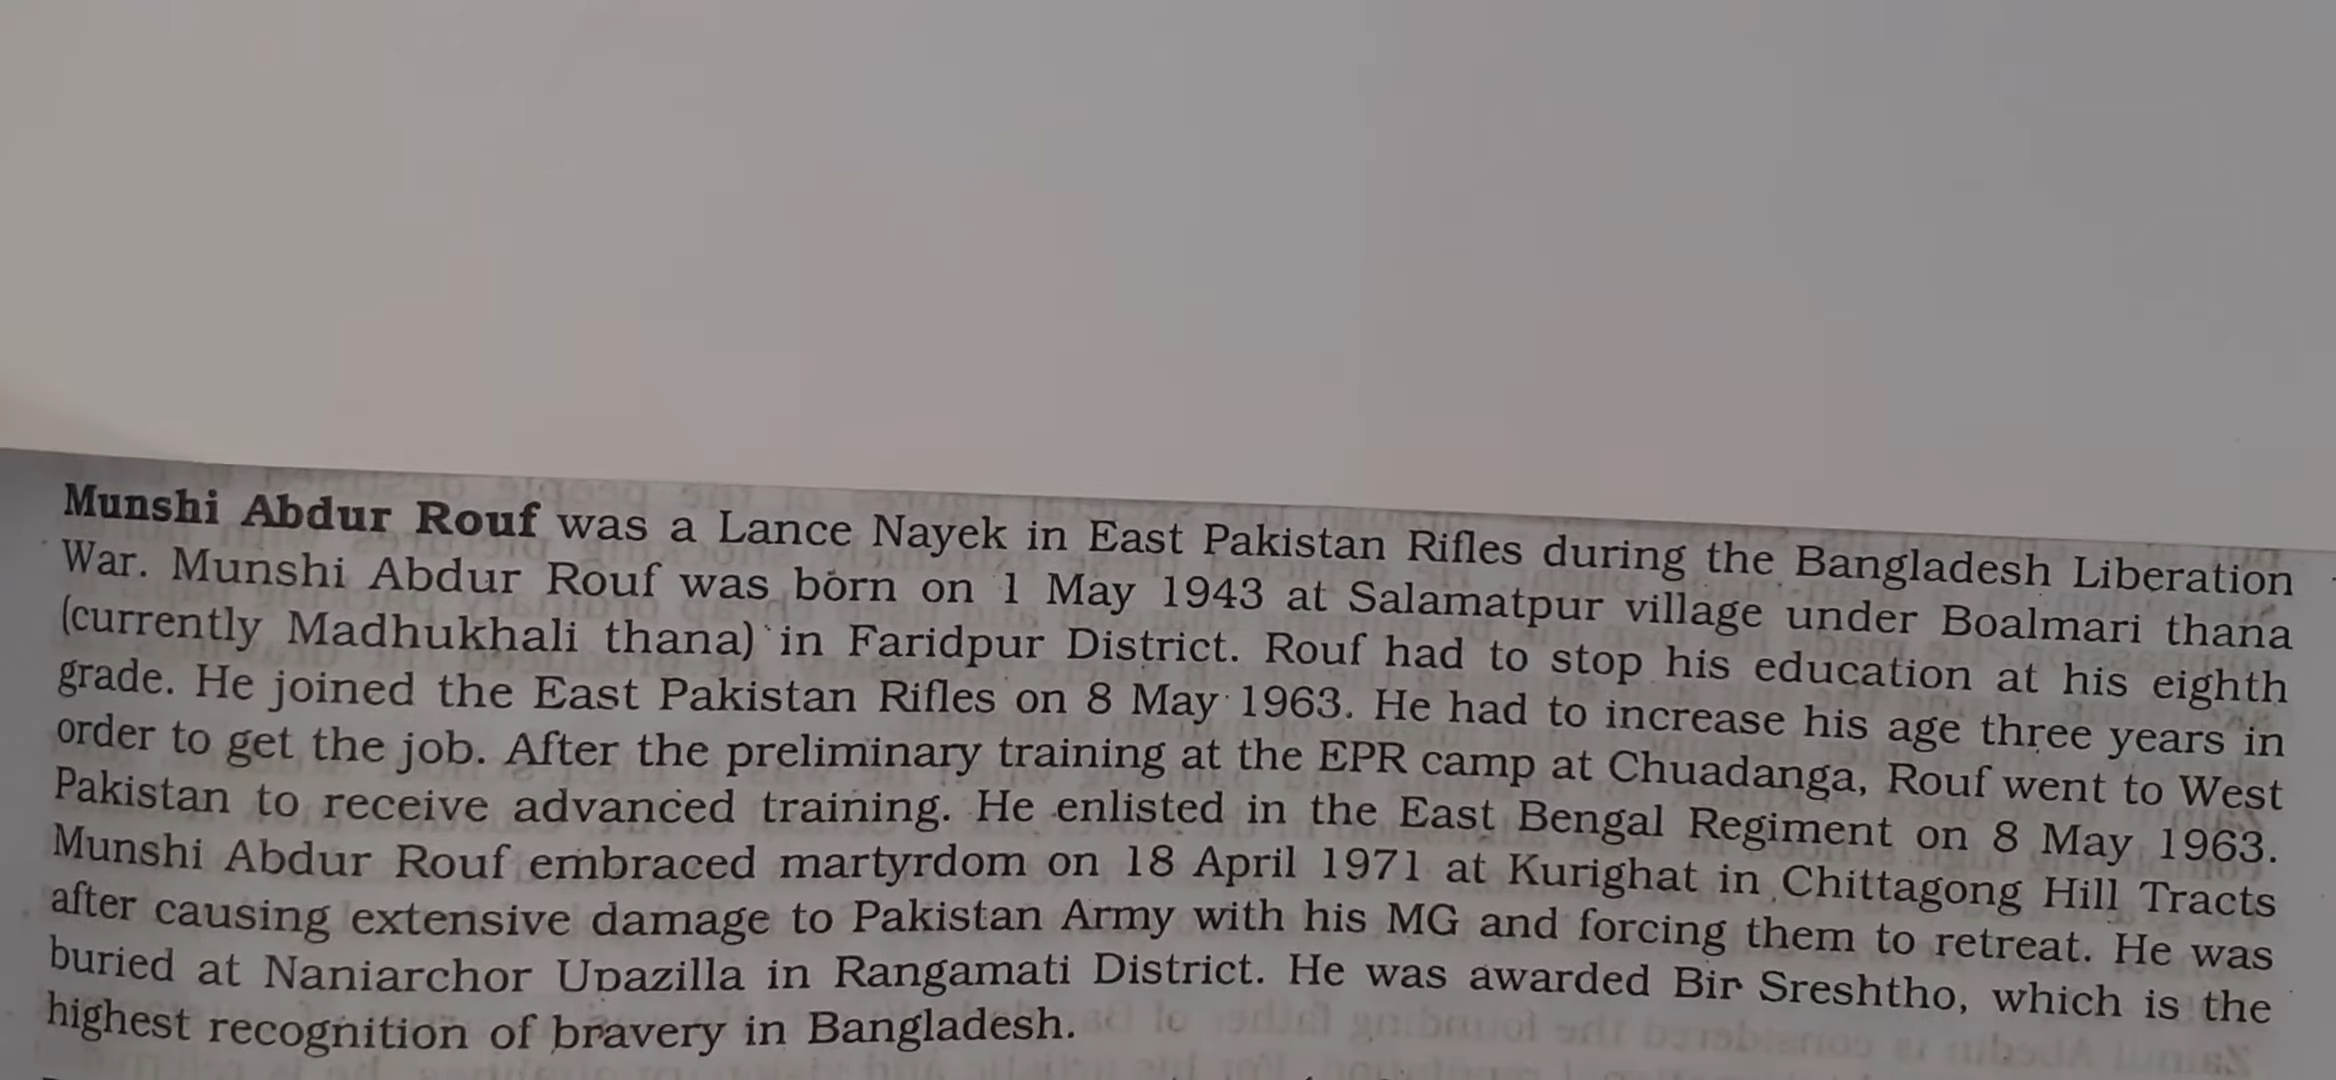 Munshi Abdur Rouf was a Lance Nayek in East Pakistan Rifles during the Bangladesh Liberation
War. Munshi Abdur Rouf was born on 1 May 1943 at Salamatpur village under Boalmari thana
(currently Madhukhali thana) in Faridpur District. Rouf had to stop his education at his eighth
grade. He joined the East Pakistan Rifles on 8 May 1963. He had to increase his age three years in
order to get the job. After the preliminary training at the EPR camp at Chuadanga, Rouf went to West
Pakistan to receive advanced training. He enlisted in the East Bengal Regiment on 8 May 1963.
Munshi Abdur Rouf embraced martyrdom on 18 April 1971 at Kurighat in Chittagong Hill Tracts
after causing extensive damage to Pakistan Army with his MG and forcing them to retreat. He was
buried at Naniarchor Upazilla in Rangamati District. He was awarded Bir Sreshtho, which is the
highest recognition of bravery in Bangladesh.